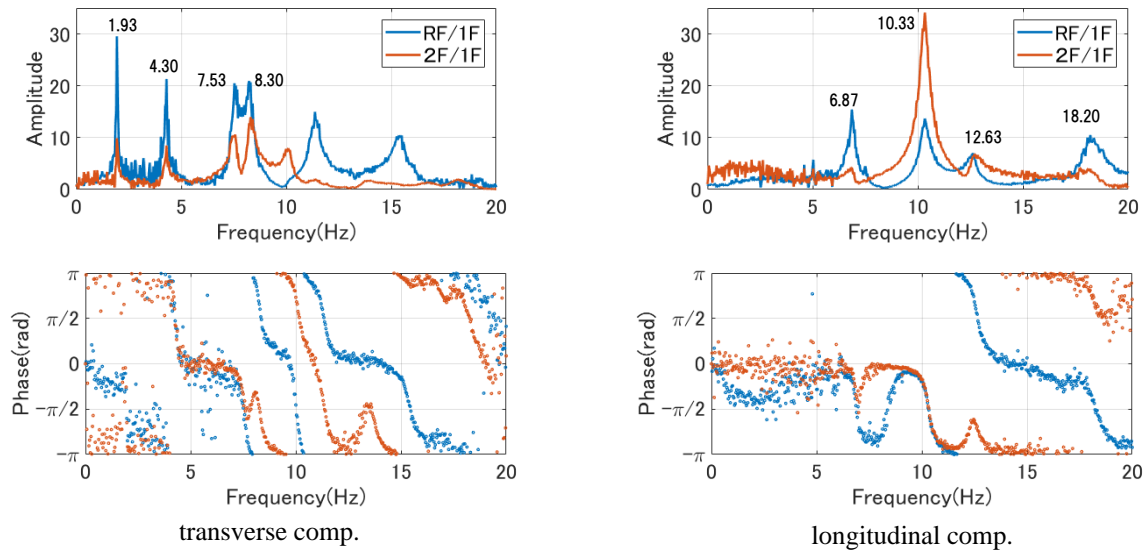 35
30
20
10
0
Amplitude
1.93
4.30
7.53
8.30
RF/1F
2F/1F
0 5 10 15 20
Frequency(Hz)
30
20
10
0
Amplitude
6.87
10.33
12.63
18.20
RF/1F
2F/1F
0 5 10 15 20
Frequency(Hz)
π
π/2
0
−π/2
−π
Phase(rad)
0 5 10 15 20
Frequency(Hz)
transverse comp.
π
π/2
0
−π/2
−π
Phase(rad)
0 5 10 15 20
Frequency(Hz)
longitudinal comp.